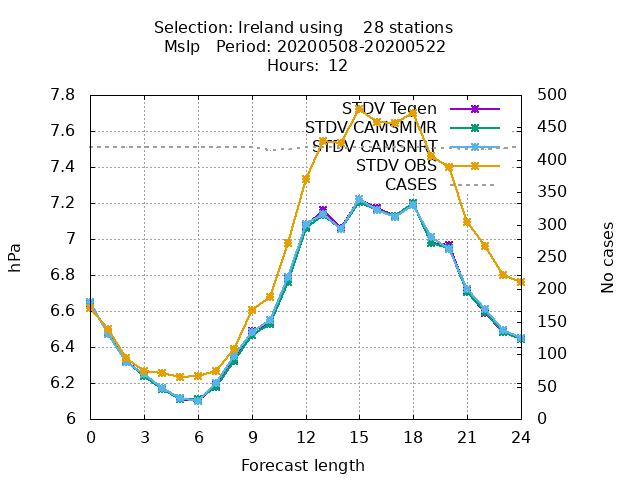 Selection: Ireland using    28 stations
Mslp   Period: 20200508-20200522
Hours: 12
7.8
7.6
7.4
7.2
7
6.8
6.6
6.4
6.2
6
hPa
STDV Tegen
STDV CAMSMMR
STDV CAMSNRT
STDV OBS
CASES
500
450
400
350
300
250
200
150
100
50
0
No cases
0 3 6 9 12 15 18 21 24
Forecast length